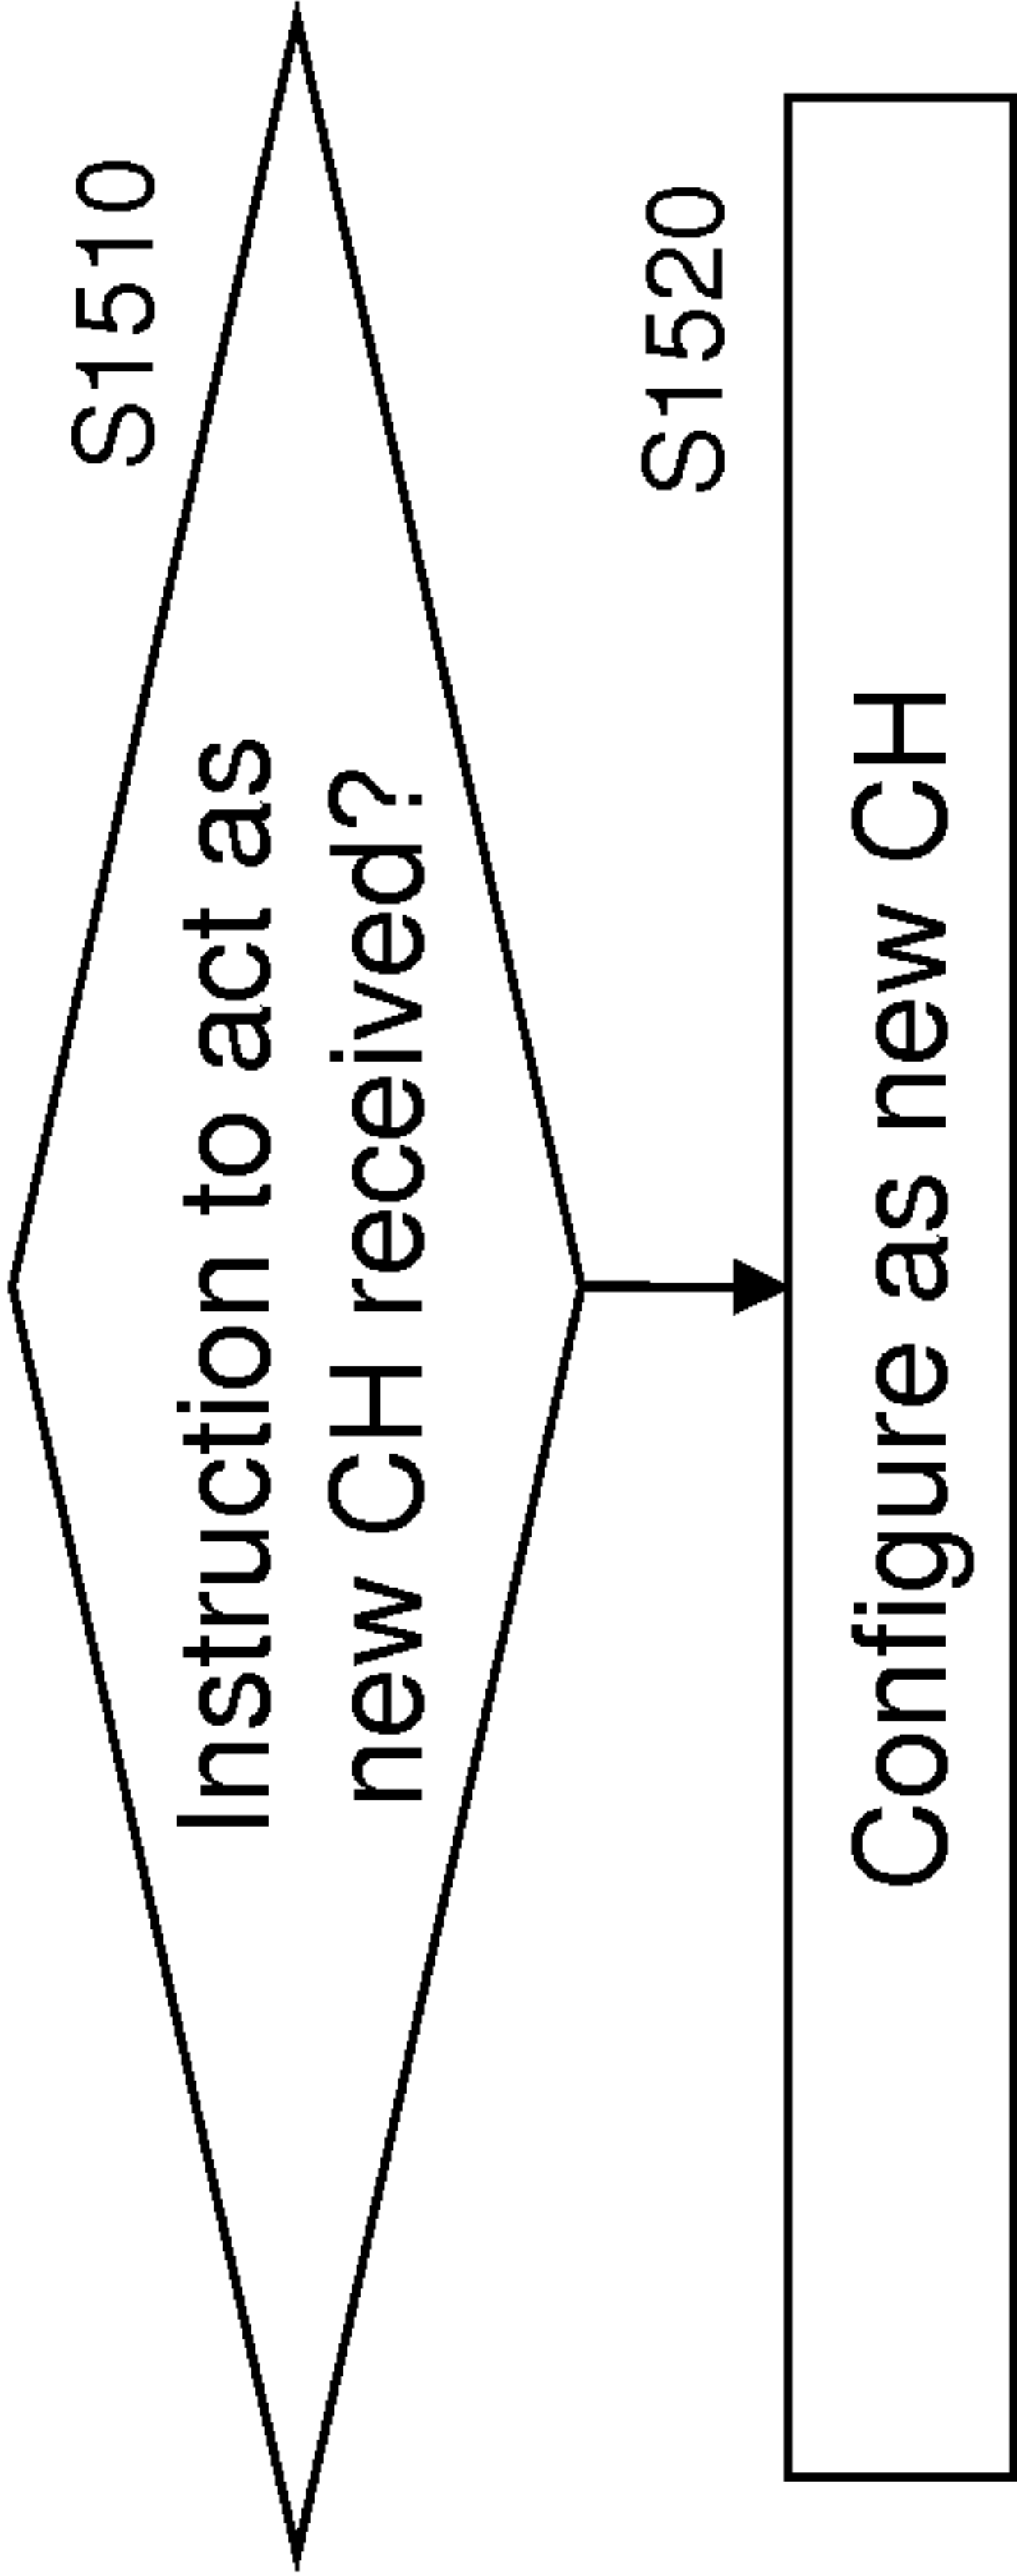 S1510
Instruction to act as
new CH received?
S1520
Configure as new CH